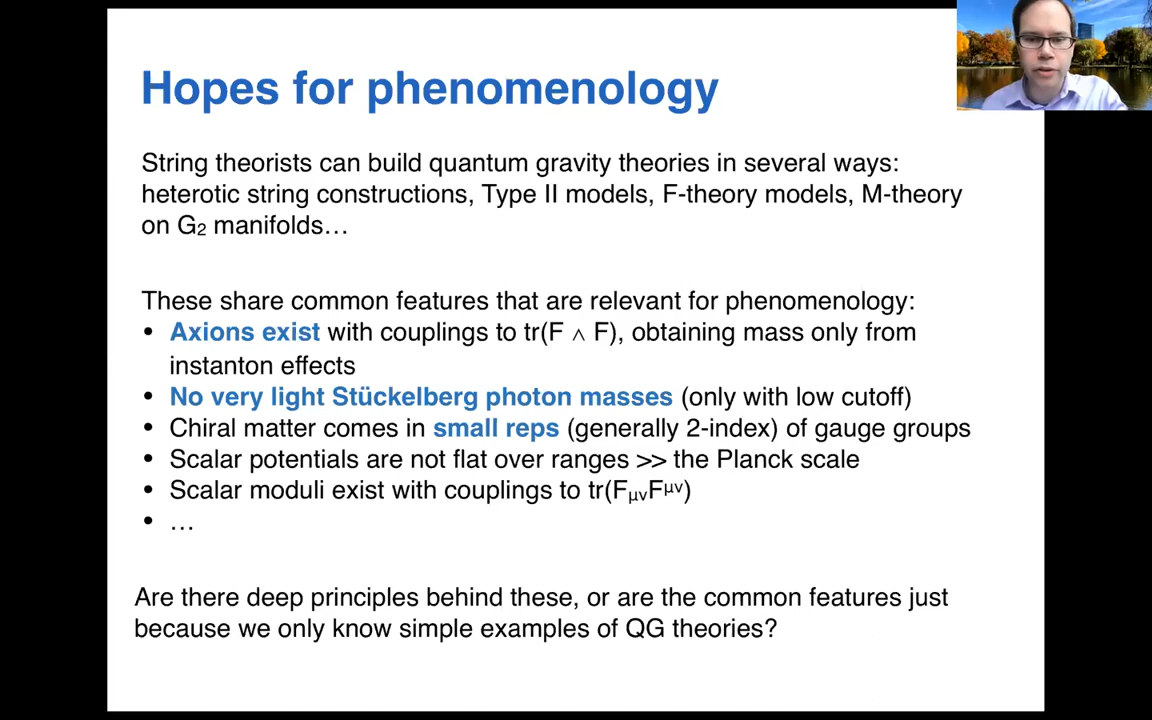 Hopes for phenomenology
String theorists can build quantum gravity theories in several ways:
heterotic string constructions, Type II models, F-theory models, M-theory
on G₂ manifolds…
These share common features that are relevant for phenomenology:
• Axions exist with couplings to tr(F ∧ F), obtaining mass only from
instanton effects
• No very light Stückelberg photon masses (only with low cutoff)
• Chiral matter comes in small reps (generally 2-index) of gauge groups
• Scalar potentials are not flat over ranges >> the Planck scale
• Scalar moduli exist with couplings to tr(FμνFμν)
• …
Are there deep principles behind these, or are the common features just
because we only know simple examples of QG theories?